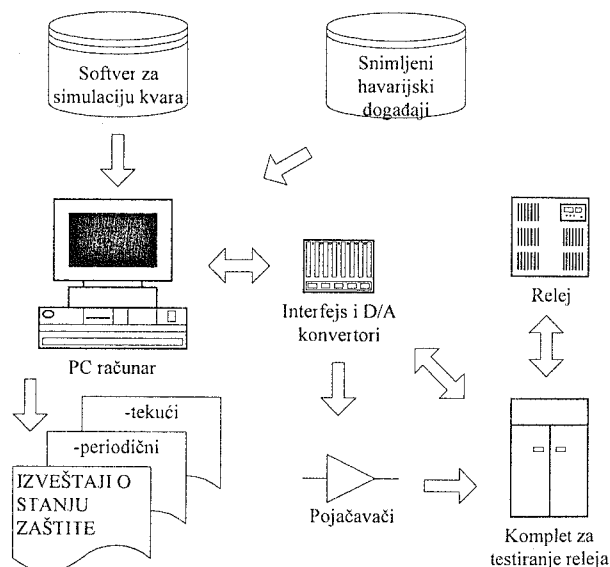 Softver za
simulaciju kvara
Snimljeni
havarijski
događaji
PC računar
Interfejs i D/A
konvertori
Relej
-tekući
-periodični
IZVEŠTAJI O
STANJU
ZAŠTITE
Pojačavači
Komplet za
testiranje releja